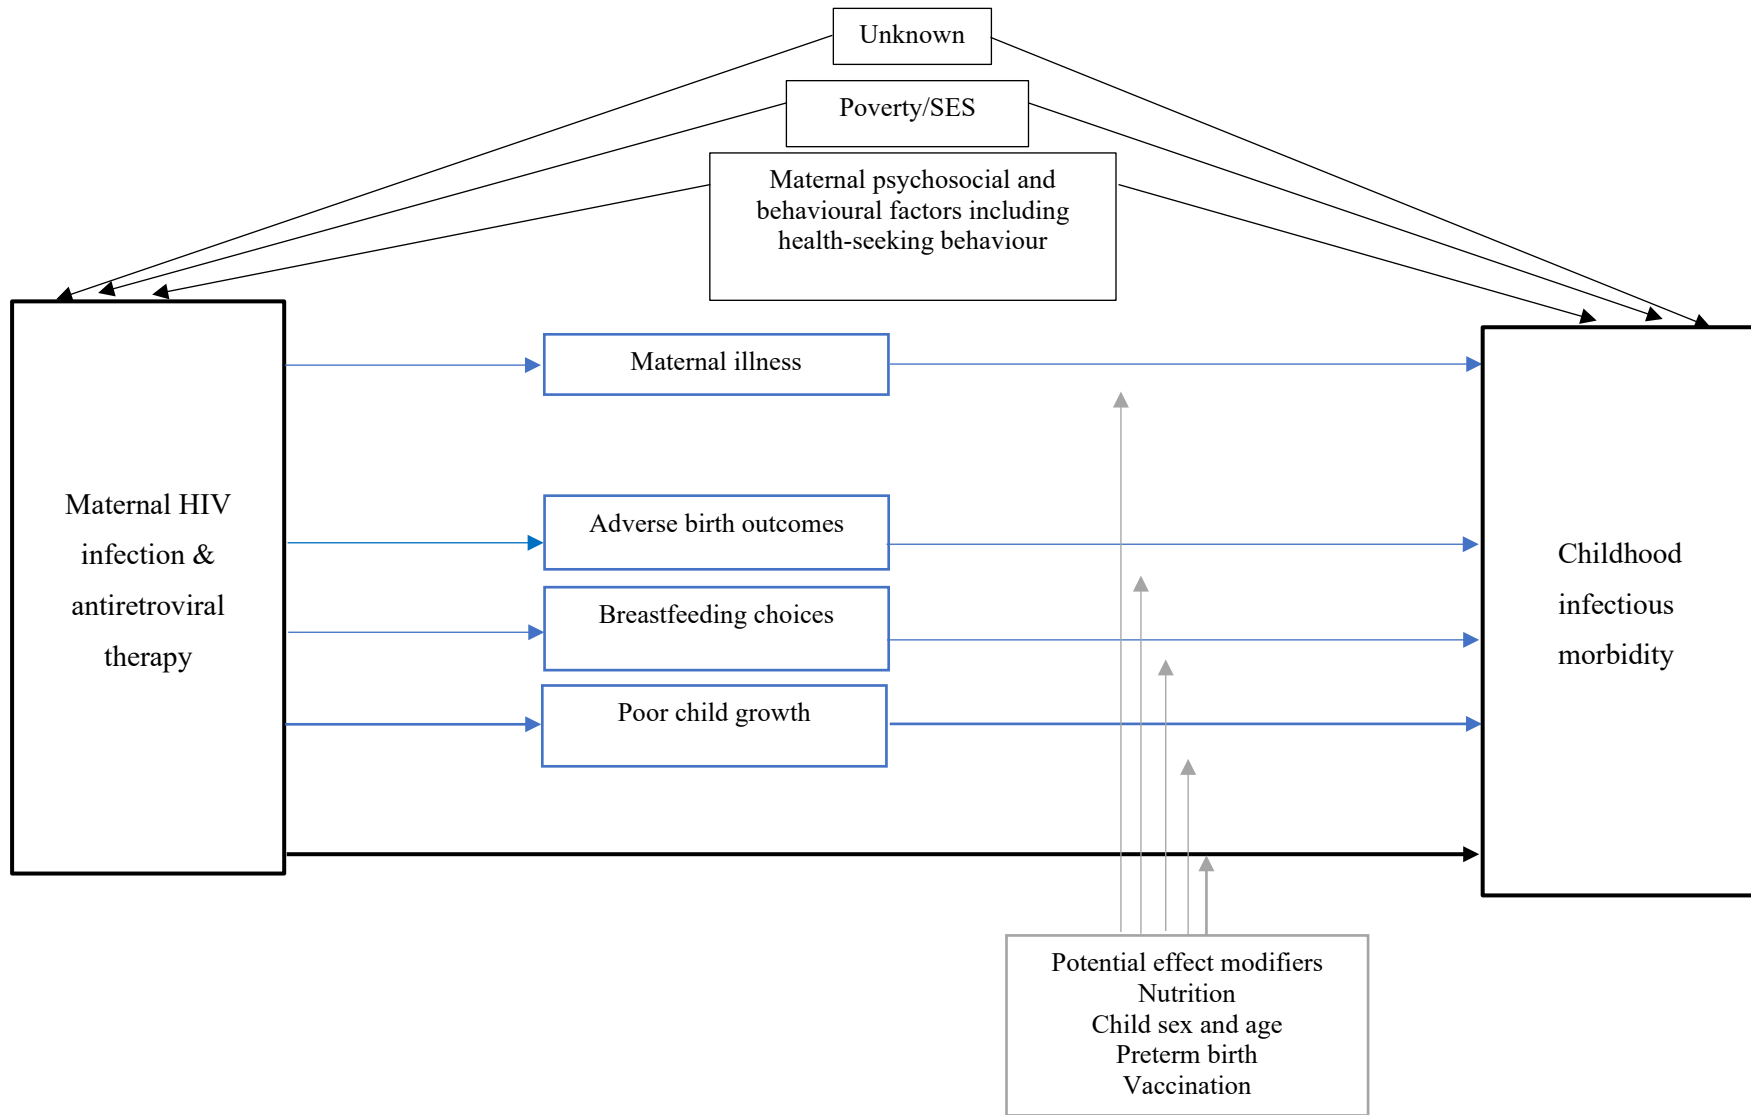 Unknown
Poverty/SES
Maternal psychosocial and
behavioural factors including
health-seeking behaviour
Maternal HIV
infection &
antiretroviral
therapy
Maternal illness
Adverse birth outcomes
Breastfeeding choices
Poor child growth
Childhood
infectious
morbidity
Potential effect modifiers
Nutrition
Child sex and age
Preterm birth
Vaccination